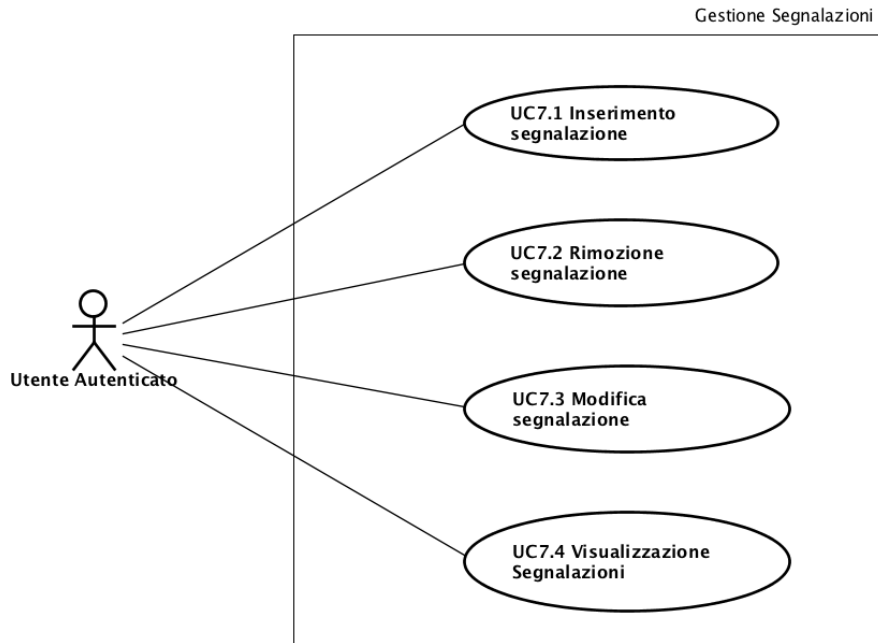 Gestione Segnalazioni
UC7.1 Inserimento
segnalazione
UC7.2 Rimozione
segnalazione
Utente Autenticato
UC7.3 Modifica
segnalazione
UC7.4 Visualizzazione
Segnalazioni